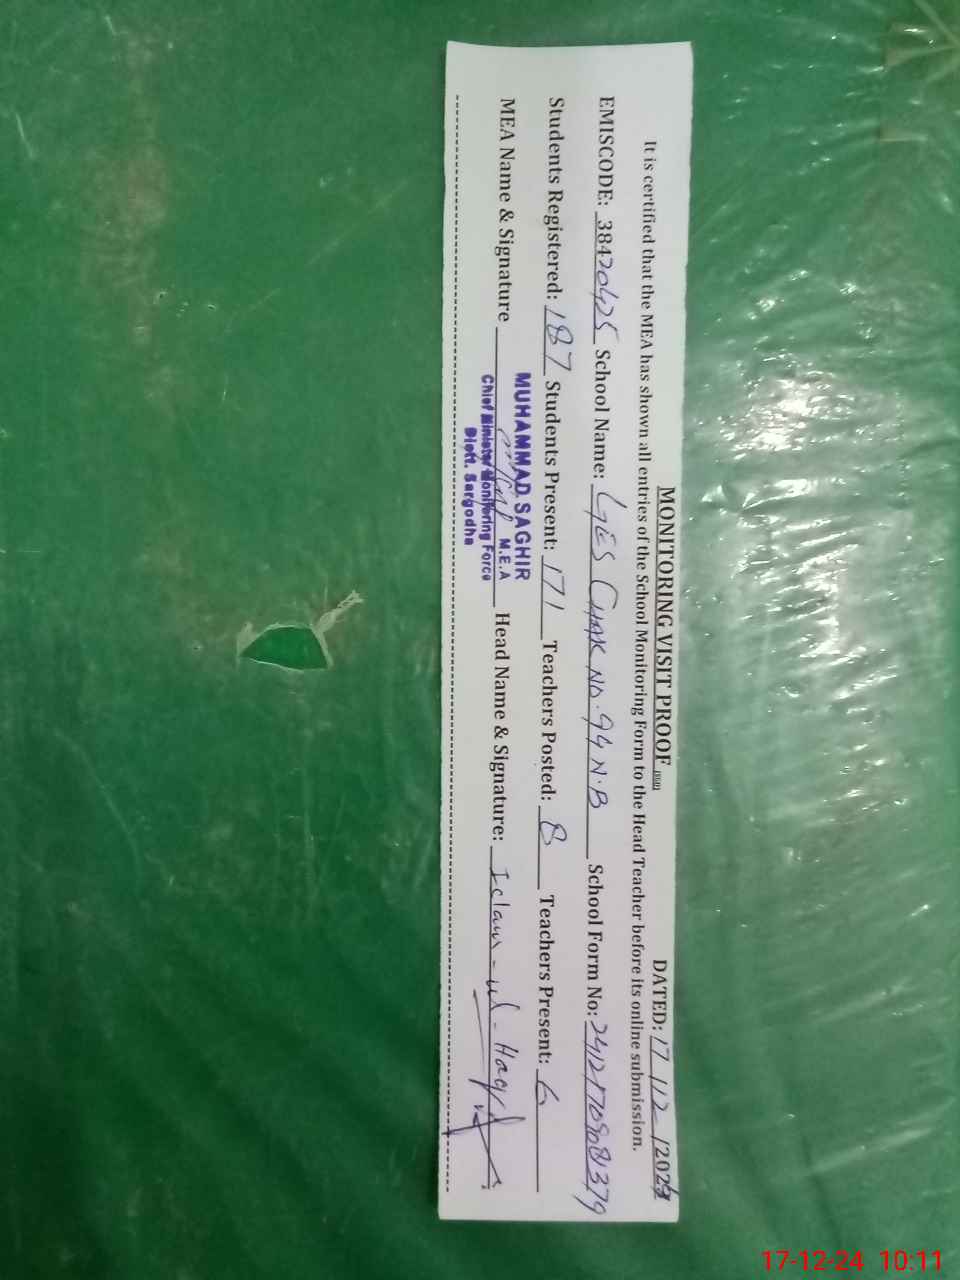 MONITORING VISIT PROOF
DATED: 17/12/2024
It is certified that the MEA has shown all entries of the School Monitoring Form to the Head Teacher before its online submission.
EMISCODE: 38420425 School Name: GES CHAK NO. 94 N.B School Form No:
Students Registered: 187 Students Present: 171 Teachers Posted: 8 Teachers Present: 6
MEA Name & Signature Head Name & Signature: -ul-Haq
MUHAMMAD SAGHIR
M.E.A
Chief Minister Monitoring Force
Distt. Sargodha
17-12-24 10:11